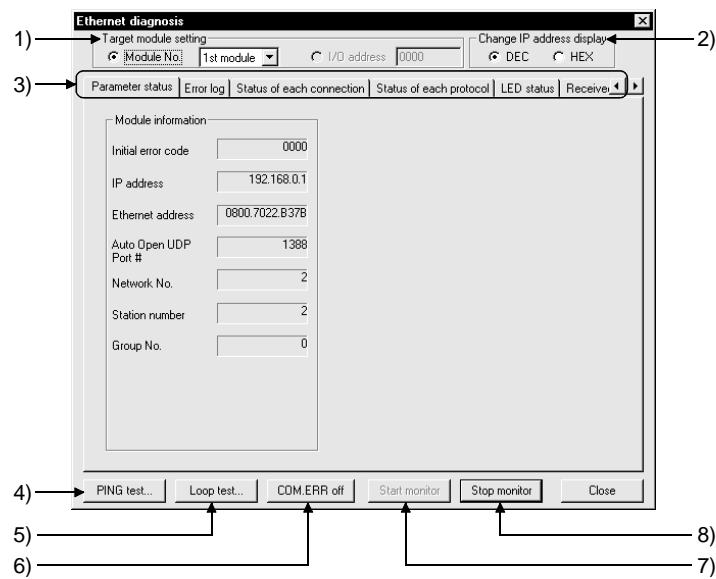 Ethernet diagnosis
1) Target module setting Change IP address display 2)
Module No. 1st module I/O address 0000 DEC HEX
3) Parameter status Error log Status of each connection Status of each protocol LED status Received
Module information
Initial error code 0000
IP address 192.168.0.1
Ethernet address 0800.7022.B37B
Auto Open UDP Port # 1388
Network No. 2
Station number 2
Group No. 0
4) PING test... Loop test... COM.ERR off Start monitor Stop monitor Close
5) 8)
6) 7)